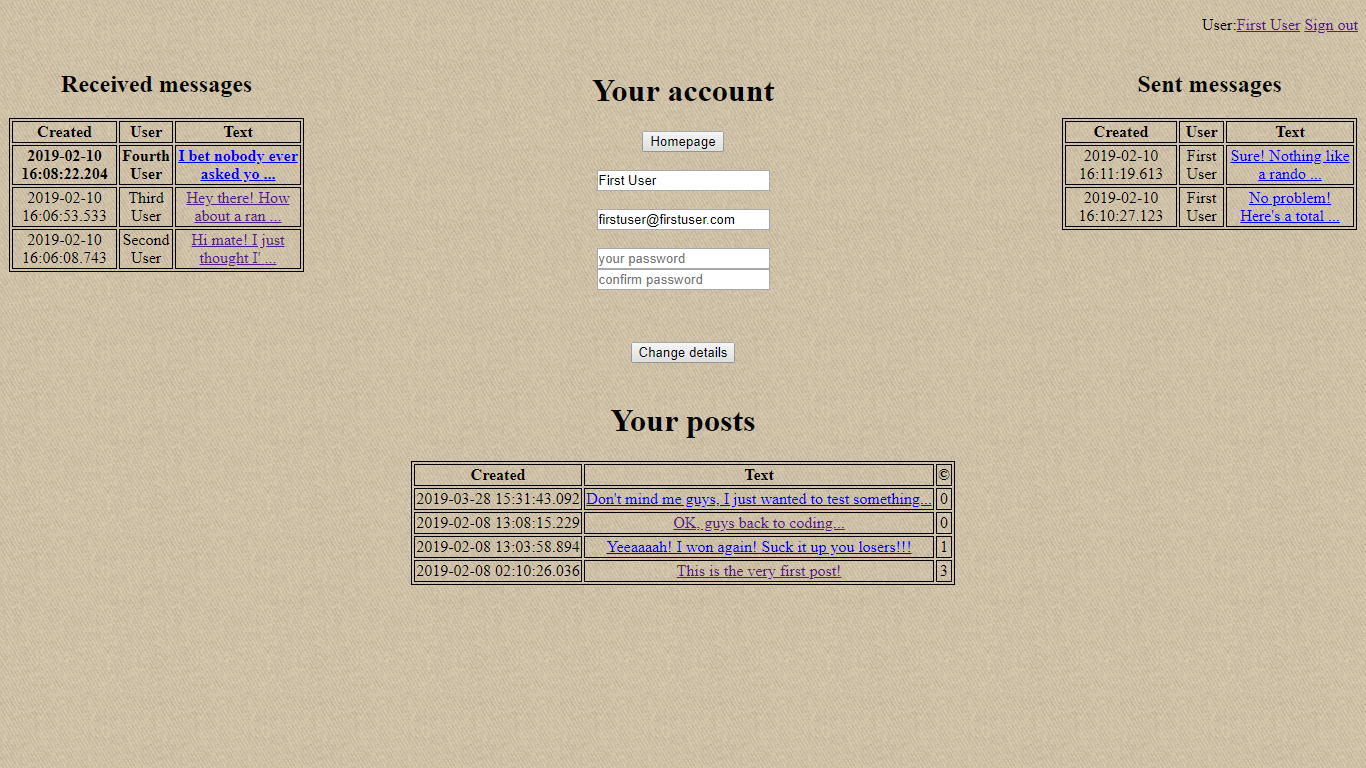 User:First User Sign out
Received messages
Created User Text
2019-02-10 Fourth I bet nobody ever
16:08:22.204 User asked yo ...
2019-02-10 Third Hey there! How
16:06:53.533 User about a ran ...
2019-02-10 Second Hi mate! I just
16:06:08.743 User thought I' ...
Your account
Homepage
First User
firstuser@firstuser.com
your password
confirm password
Change details
Sent messages
Created User Text
2019-02-10 First Sure! Nothing like
16:11:19.613 User a rando ...
2019-02-10 First No problem!
16:10:27.123 User Here's a total ...
Your posts
Created Text ©
2019-03-28 15:31:43.092 Don't mind me guys, I just wanted to test something... 0
2019-02-08 13:08:15.229 OK, guys back to coding... 0
2019-02-08 13:03:58.894 Yeeaaaah! I won again! Suck it up you losers!!! 1
2019-02-08 02:10:26.036 This is the very first post! 3